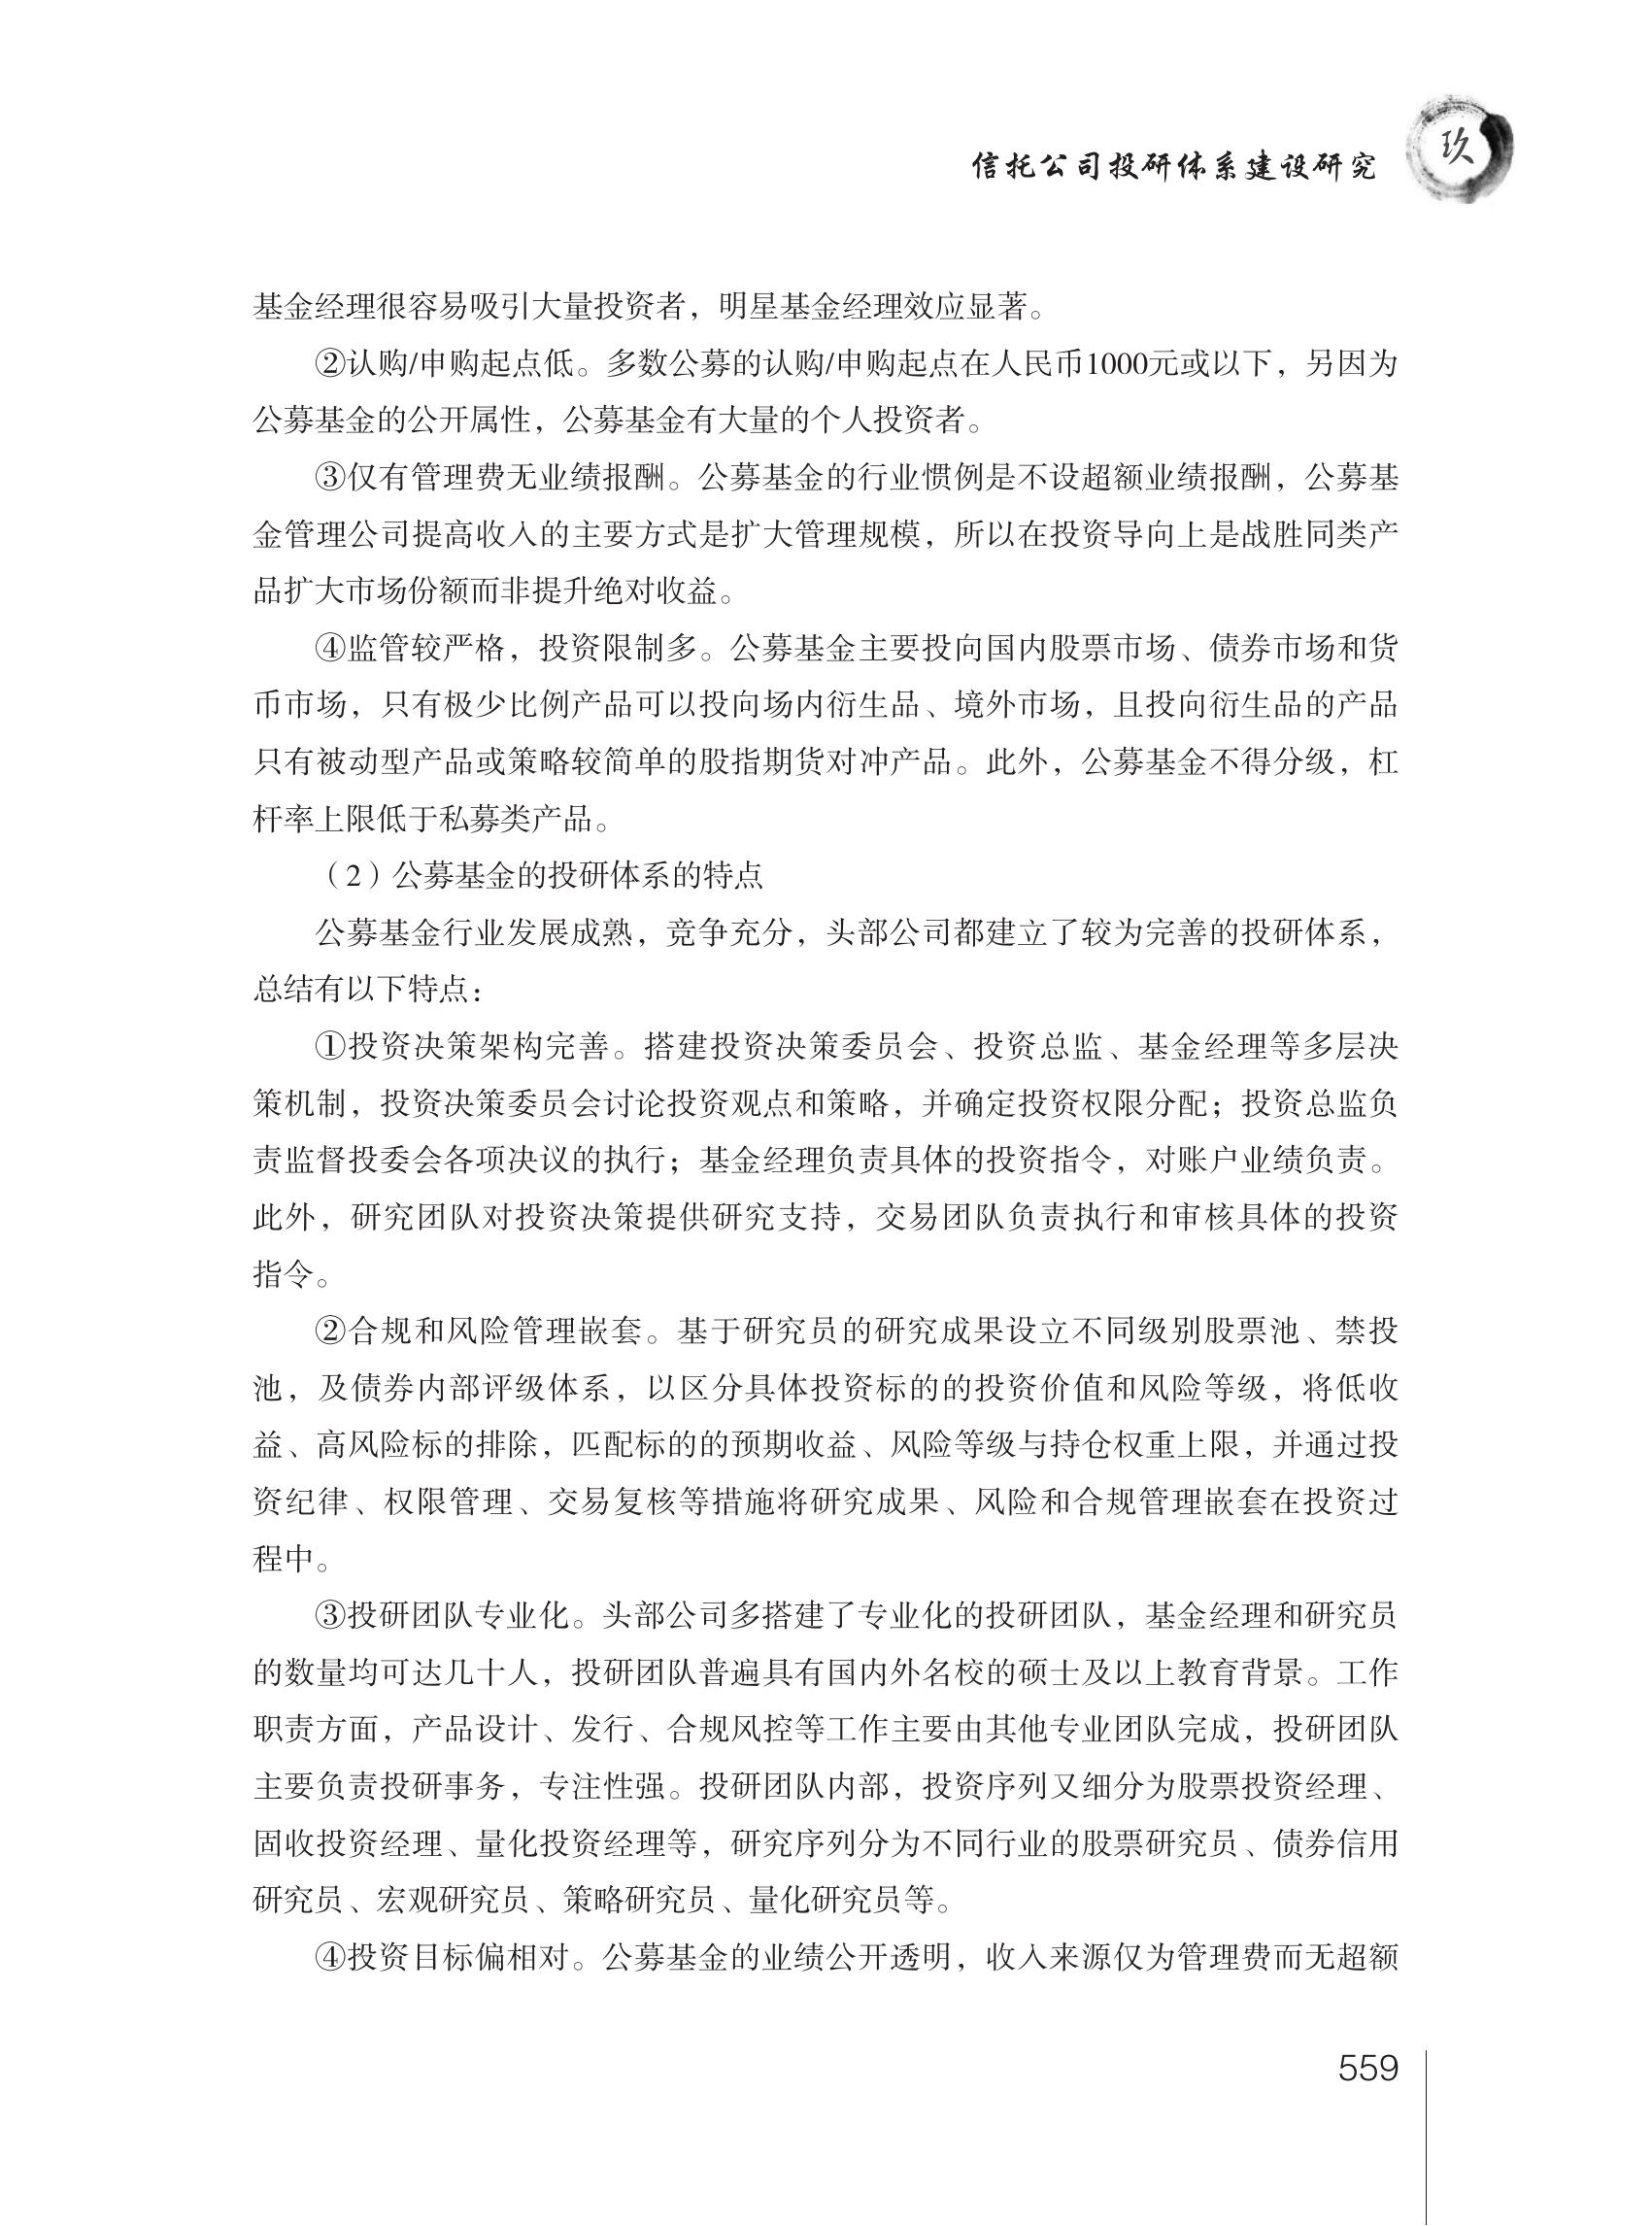 信托公司投研体系建设研究
玖
基金经理很容易吸引大量投资者，明星基金经理效应显著。
②认购/申购起点低。多数公募的认购/申购起点在人民币1000元或以下，另因为
公募基金的公开属性，公募基金有大量的个人投资者。
③仅有管理费无业绩报酬。公募基金的行业惯例是不设超额业绩报酬，公募基
金管理公司提高收入的主要方式是扩大管理规模，所以在投资导向上是战胜同类产
品扩大市场份额而非提升绝对收益。
④监管较严格，投资限制多。公募基金主要投向国内股票市场、债券市场和货
币市场，只有极少比例产品可以投向场内衍生品、境外市场，且投向衍生品的产品
只有被动型产品或策略较简单的股指期货对冲产品。此外，公募基金不得分级，杠
杆率上限低于私募类产品。
（2）公募基金的投研体系的特点
公募基金行业发展成熟，竞争充分，头部公司都建立了较为完善的投研体系，
总结有以下特点：
①投资决策架构完善。搭建投资决策委员会、投资总监、基金经理等多层决
策机制，投资决策委员会讨论投资观点和策略，并确定投资权限分配；投资总监负
责监督投委会各项决议的执行；基金经理负责具体的投资指令，对账户业绩负责。
此外，研究团队对投资决策提供研究支持，交易团队负责执行和审核具体的投资
指令。
②合规和风险管理嵌套。基于研究员的研究成果设立不同级别股票池、禁投
池，及债券内部评级体系，以区分具体投资标的的投资价值和风险等级，将低收
益、高风险标的排除，匹配标的的预期收益、风险等级与持仓权重上限，并通过投
资纪律、权限管理、交易复核等措施将研究成果、风险和合规管理嵌套在投资过
程中。
③投研团队专业化。头部公司多搭建了专业化的投研团队，基金经理和研究员
的数量均可达几十人，投研团队普遍具有国内外名校的硕士及以上教育背景。工作
职责方面，产品设计、发行、合规风控等工作主要由其他专业团队完成，投研团队
主要负责投研事务，专注性强。投研团队内部，投资序列又细分为股票投资经理、
固收投资经理、量化投资经理等，研究序列分为不同行业的股票研究员、债券信用
研究员、宏观研究员、策略研究员、量化研究员等。
④投资目标偏相对。公募基金的业绩公开透明，收入来源仅为管理费而无超额
559